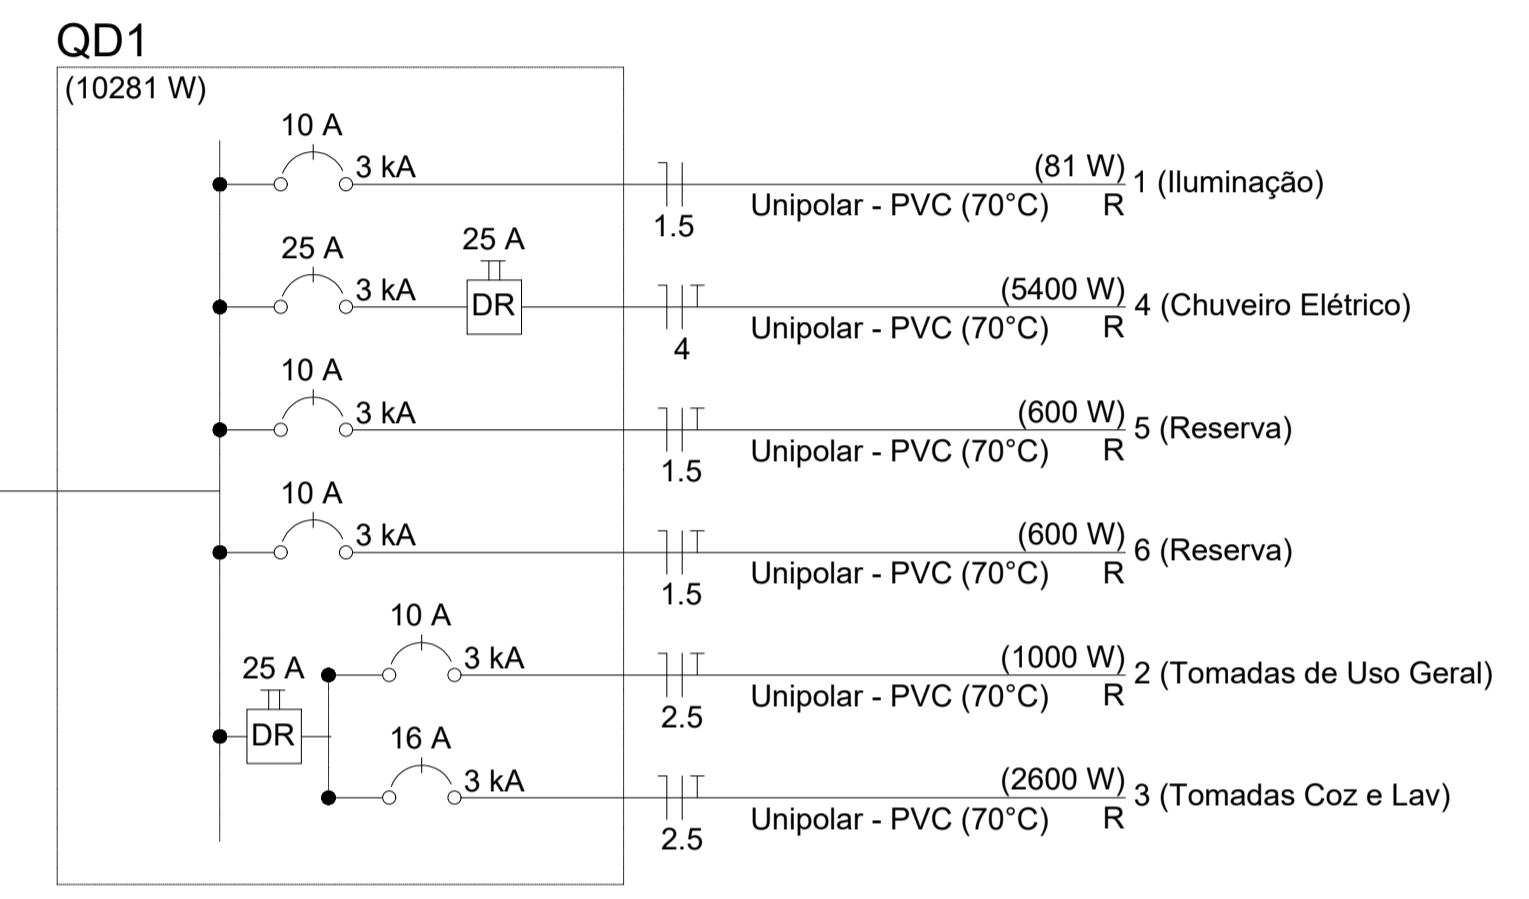 QD1
(10281 W)
10 A
3 kA
1.5
(81 W)
Unipolar - PVC (70°C)
R
1 (Iluminação)
25 A
3 kA
25 A
DR
4
(5400 W)
Unipolar - PVC (70°C)
R
4 (Chuveiro Elétrico)
10 A
3 kA
1.5
(600 W)
Unipolar - PVC (70°C)
R
5 (Reserva)
10 A
3 kA
1.5
(600 W)
Unipolar - PVC (70°C)
R
6 (Reserva)
25 A
DR
10 A
3 kA
2.5
(1000 W)
Unipolar - PVC (70°C)
R
2 (Tomadas de Uso Geral)
16 A
3 kA
2.5
(2600 W)
Unipolar - PVC (70°C)
R
3 (Tomadas Coz e Lav)